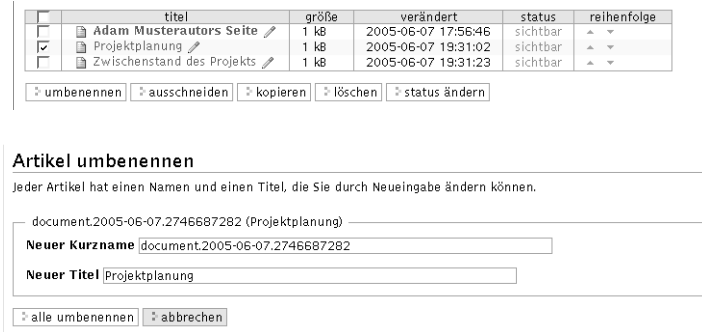 titel größe verändert status reihenfolge
Adam Musterautors Seite 1 kB 2005-06-07 17:56:46 sichtbar
Projektplanung 1 kB 2005-06-07 19:31:02 sichtbar
Zwischenstand des Projekts 1 kB 2005-06-07 19:31:23 sichtbar
umbenennen ausschneiden kopieren löschen status ändern
Artikel umbenennen
Jeder Artikel hat einen Namen und einen Titel, die Sie durch Neueingabe ändern können.
document.2005-06-07.2746687282 (Projektplanung)
Neuer Kurzname document.2005-06-07.2746687282
Neuer Titel Projektplanung
alle umbenennen abbrechen